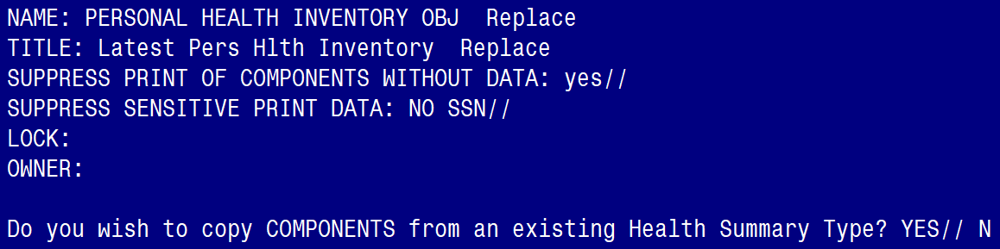 NAME: PERSONAL HEALTH INVENTORY OBJ  Replace
TITLE: Latest Pers Hlth Inventory  Replace
SUPPRESS PRINT OF COMPONENTS WITHOUT DATA: yes//
SUPPRESS SENSITIVE PRINT DATA: NO SSN//
LOCK:
OWNER:
Do you wish to copy COMPONENTS from an existing Health Summary Type? YES// N